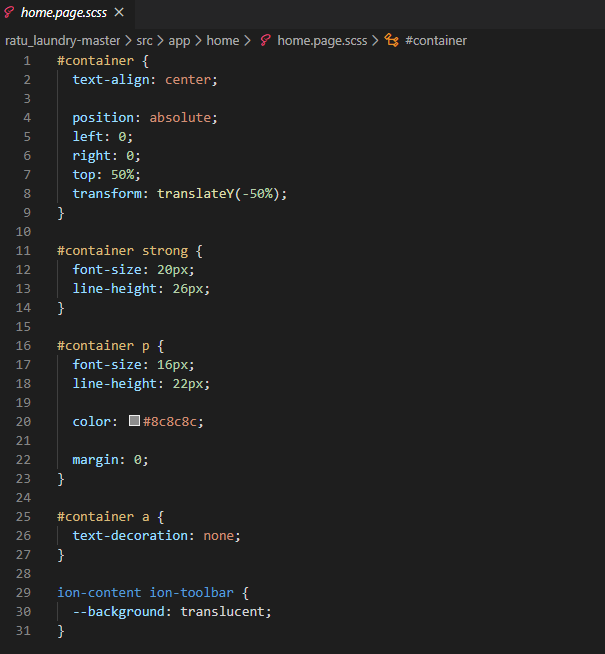 home.page.scss ×
ratu_laundry-master > src > app > home > home.page.scss > #container
1 #container {
2   text-align: center;
3
4   position: absolute;
5   left: 0;
6   right: 0;
7   top: 50%;
8   transform: translateY(-50%);
9 }
10
11 #container strong {
12   font-size: 20px;
13   line-height: 26px;
14 }
15
16 #container p {
17   font-size: 16px;
18   line-height: 22px;
19
20   color: #8c8c8c;
21
22   margin: 0;
23 }
24
25 #container a {
26   text-decoration: none;
27 }
28
29 ion-content ion-toolbar {
30   --background: translucent;
31 }